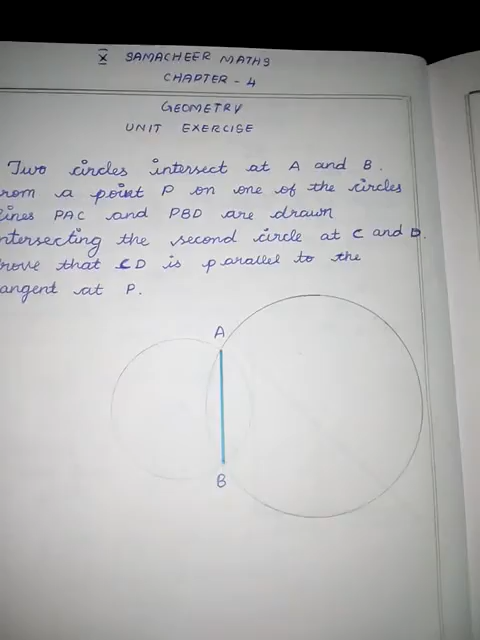 X SAMACHEER MATHS
CHAPTER - 4
GEOMETRY
UNIT EXERCISE
Two circles intersect at A and B.
rom a point P on one of the circles
lines PAC and PBD are drawn
ntersecting the second circle at C and D.
rove that CD is parallel to the
angent at P.
A
B